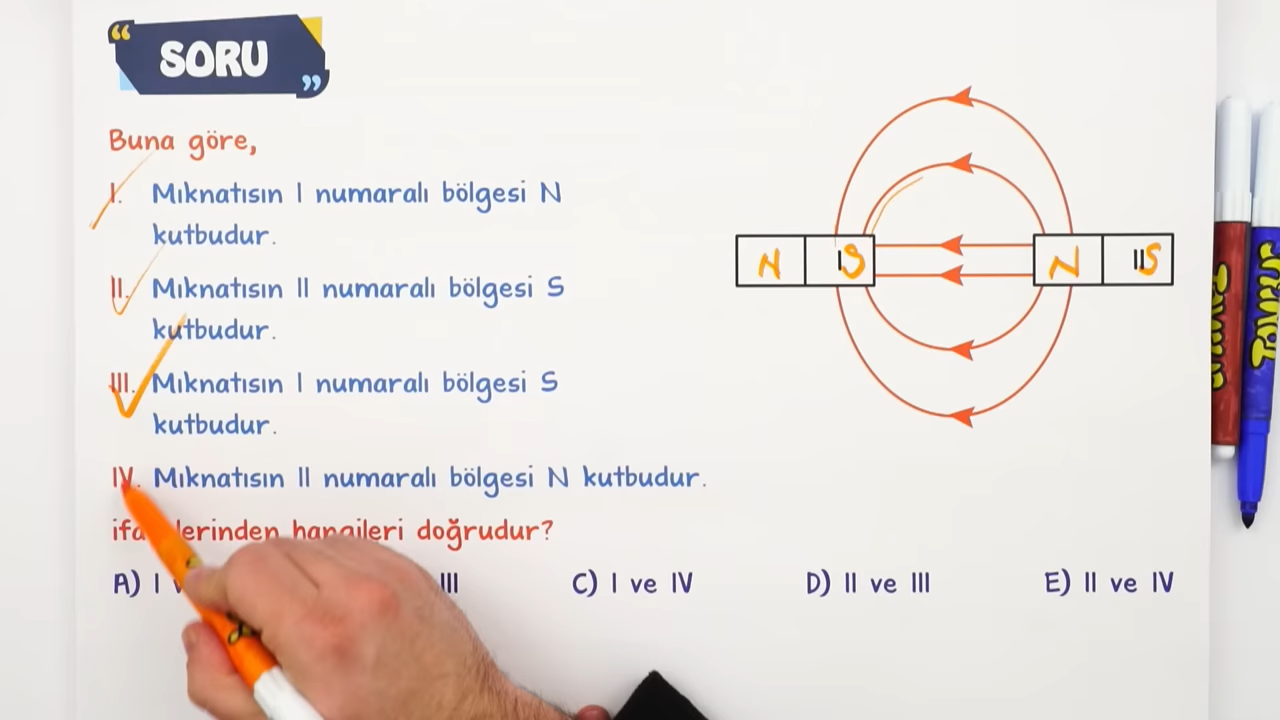 SORU
Buna göre,
I. Mıknatısın I numaralı bölgesi N
kutbudur.
II. Mıknatısın II numaralı bölgesi S
kutbudur.
III. Mıknatısın I numaralı bölgesi S
kutbudur.
IV. Mıknatısın II numaralı bölgesi N kutbudur.
hangileri doğrudur?
A) I
III
C) I ve IV
D) II ve III
E) II ve IV
N I S N II S